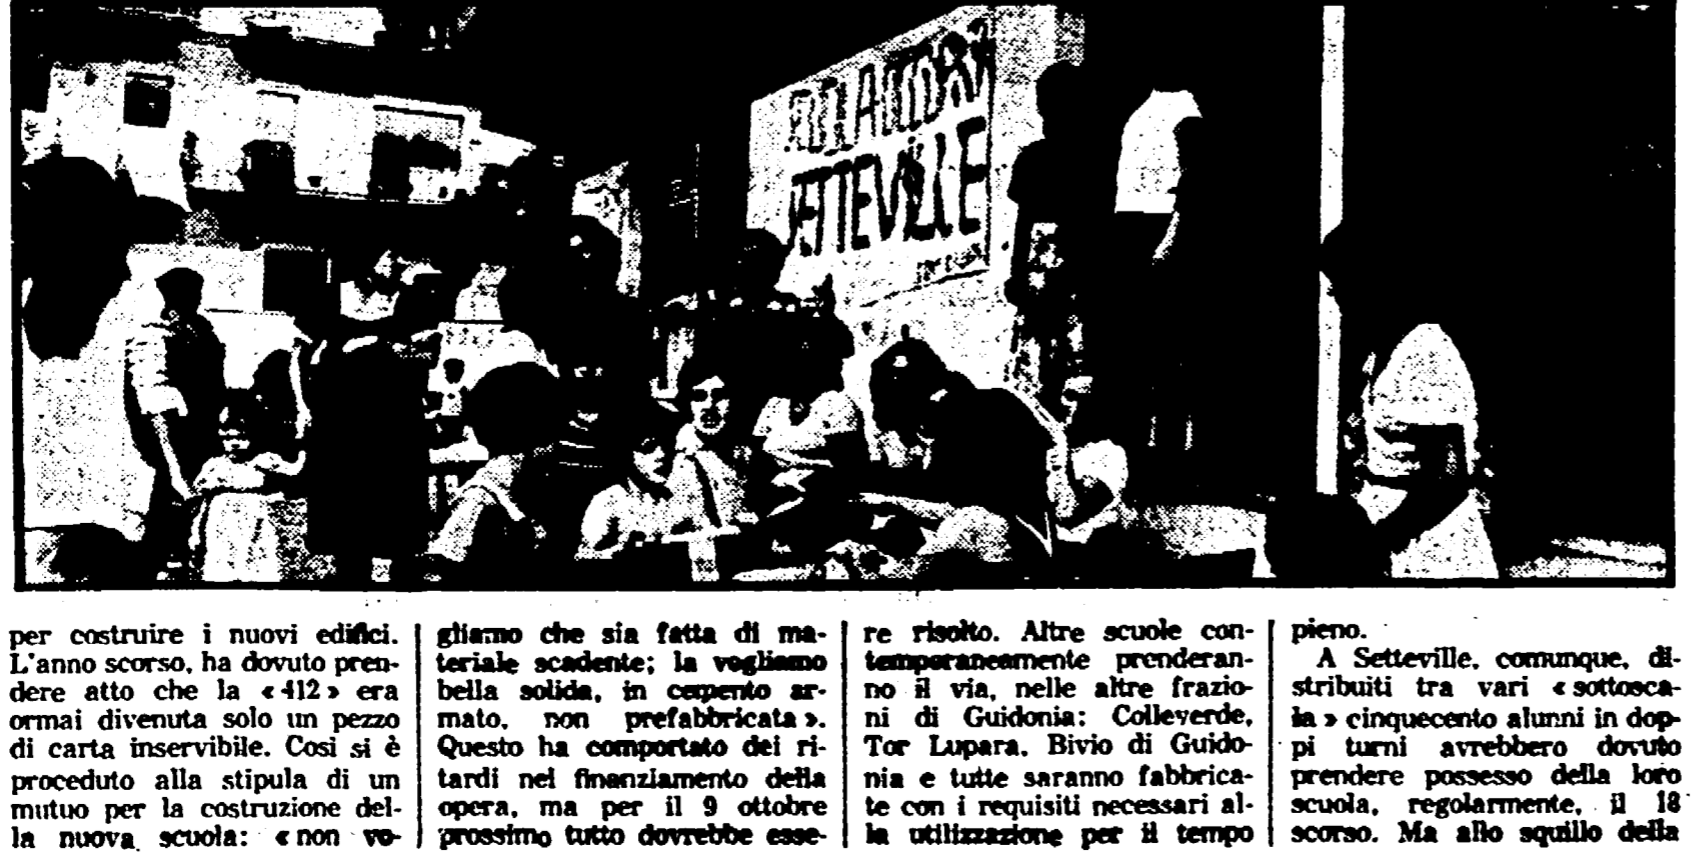 SETTEVILLE
per costruire i nuovi edifici.
L'anno scorso, ha dovuto pren-
dere atto che la «412» era
ormai divenuta solo un pezzo
di carta inservibile. Così si è
proceduto alla stipula di un
mutuo per la costruzione del-
la nuova scuola: «non vo-
gliamo che sia fatta di ma-
teriale scadente; la vogliamo
bella solida, in cemento ar-
mato, non prefabbricata».
Questo ha comportato dei ri-
tardi nel finanziamento della
opera, ma per il 9 ottobre
prossimo tutto dovrebbe esse-
re risolto. Altre scuole con-
temporaneamente prenderan-
no il via, nelle altre frazio-
ni di Guidonia: Colleverde,
Tor Lupara, Bivio di Guido-
nia e tutte saranno fabbrica-
te con i requisiti necessari al-
la utilizzazione per il tempo
pieno.
A Setteville, comunque, di-
stribuiti tra vari «sottosca-
la» cinquecento alunni in dop-
pi turni avrebbero dovuto
prendere possesso della loro
scuola, regolarmente, il 18
scorso. Ma allo squillo della